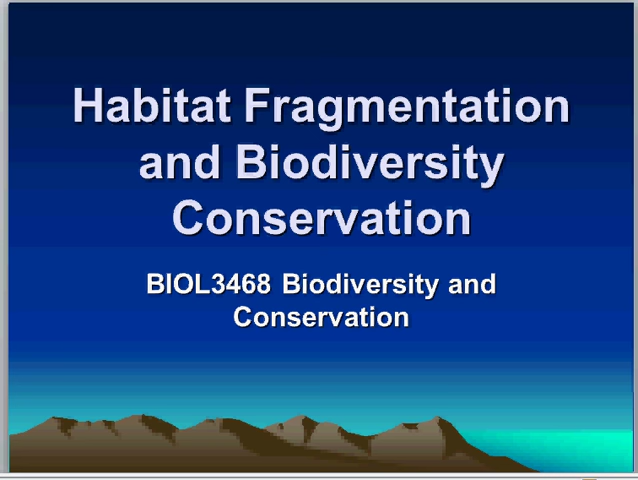 Habitat Fragmentation
and Biodiversity
Conservation
BIOL3468 Biodiversity and
Conservation